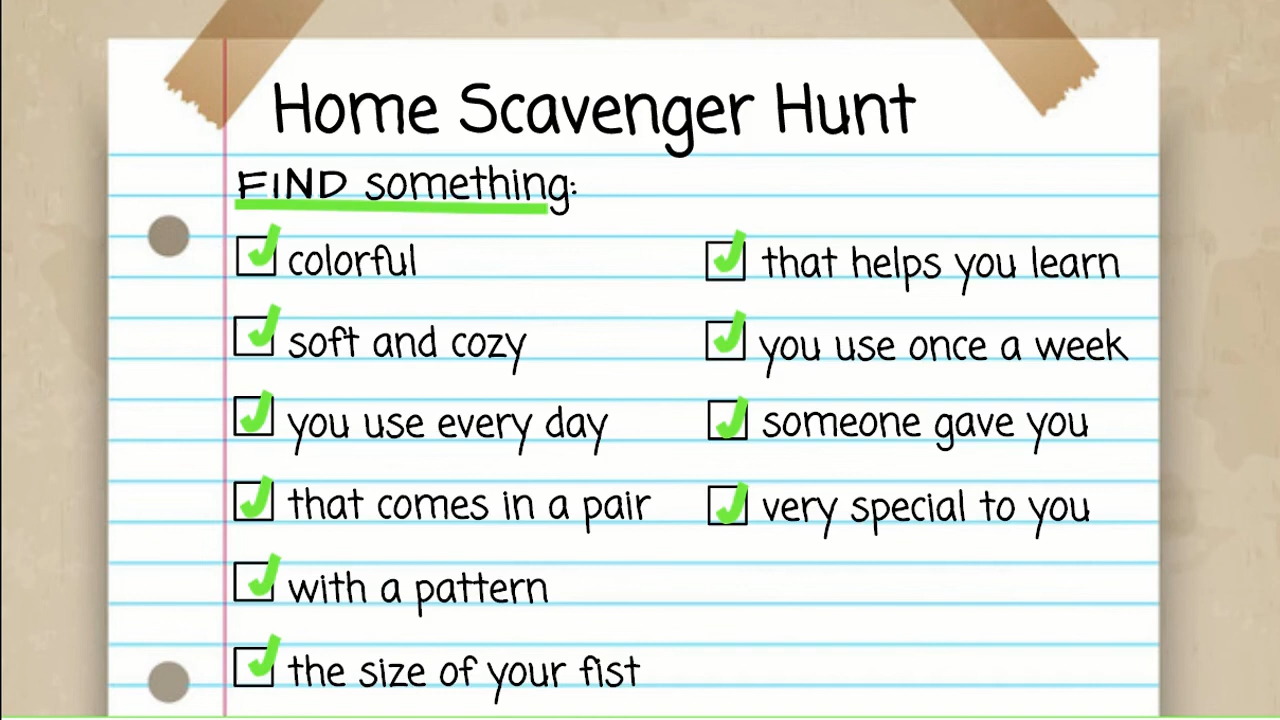 Home Scavenger Hunt
FIND something:
colorful
soft and cozy
you use every day
that comes in a pair
with a pattern
the size of your fist
that helps you learn
you use once a week
someone gave you
very special to you